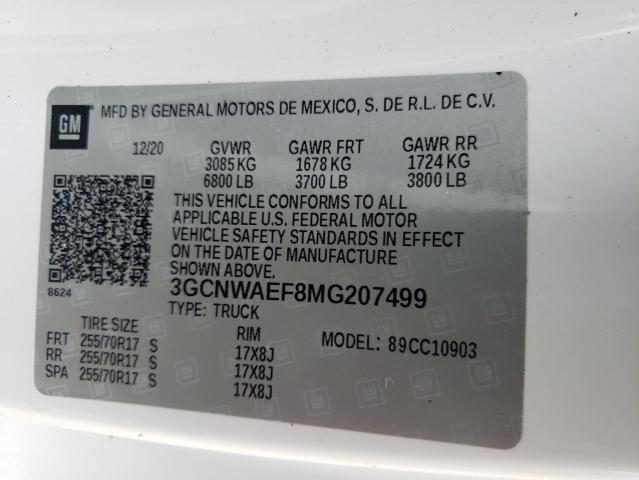 GM
MFD BY GENERAL MOTORS DE MEXICO, S. DE R.L. DE C.V.
12/20 GVWR GAWR FRT GAWR RR
3085 KG 1678 KG 1724 KG
6800 LB 3700 LB 3800 LB
THIS VEHICLE CONFORMS TO ALL
APPLICABLE U.S. FEDERAL MOTOR
VEHICLE SAFETY STANDARDS IN EFFECT
ON THE DATE OF MANUFACTURE
SHOWN ABOVE.
8624
3GCNWAEF8MG207499
TYPE: TRUCK
TIRE SIZE RIM MODEL: 89CC10903
FRT 255/70R17 S 17X8J
RR 255/70R17 S 17X8J
SPA 255/70R17 S 17X8J